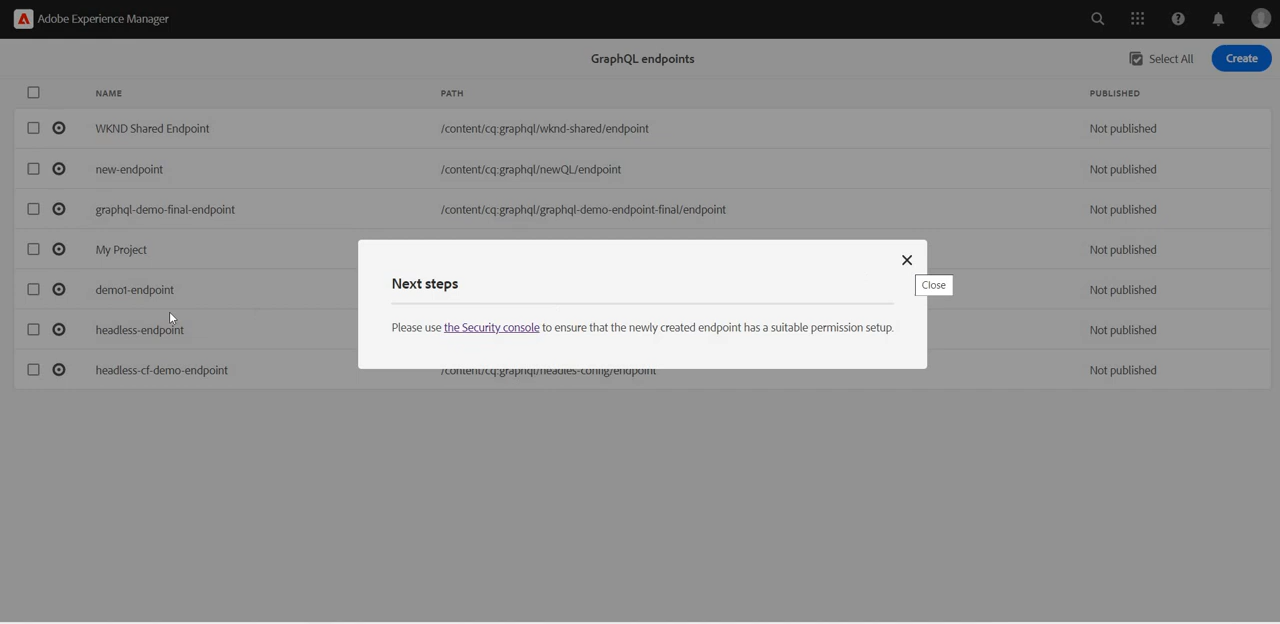 Adobe Experience Manager
GraphQL endpoints
Select All
Create
NAME PATH PUBLISHED
WKND Shared Endpoint /content/cq:graphql/wknd-shared/endpoint Not published
new-endpoint /content/cq:graphql/newQL/endpoint Not published
graphql-demo-final-endpoint /content/cq:graphql/graphql-demo-endpoint-final/endpoint Not published
My Project Not published
demo1-endpoint Not published
headless-endpoint Not published
headless-cf-demo-endpoint /content/cq:graphql/headles-config/endpoint Not published
Close
Next steps
Please use the Security console to ensure that the newly created endpoint has a suitable permission setup.